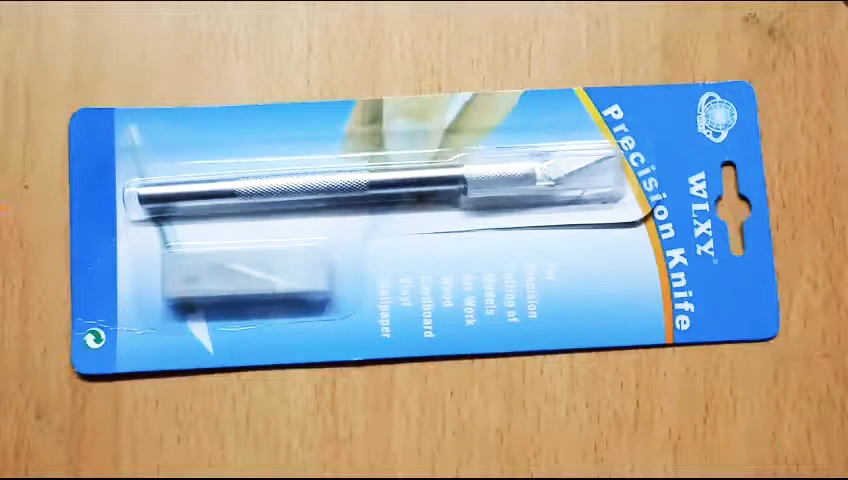 WLXY®
Precision Knife
For
Precision
Cutting of
Models
Art Work
Wood
Cardboard
Vinyl
Wallpaper